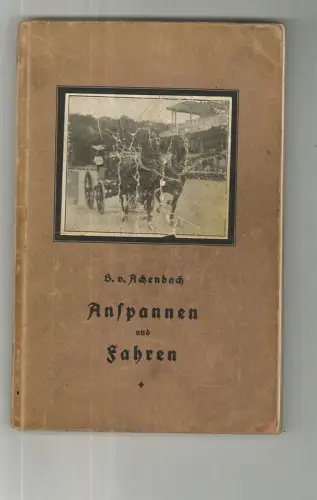 B. v. Achenbach
Anſpannen
und
Fahren